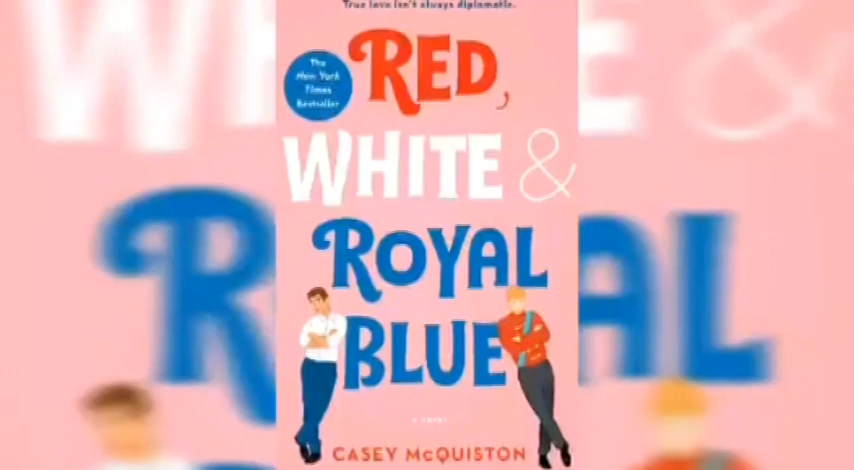 True love isn't always diplomatic.
The
New York
Times
Bestseller
RED,
WHITE &
ROYAL
BLUE
a novel
CASEY McQUISTON